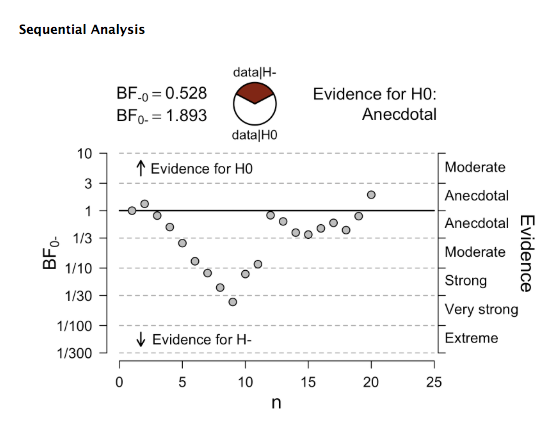 Sequential Analysis
data|H-
BF-0 = 0.528
BF0- = 1.893
Evidence for H0:
Anecdotal
data|H0
10
3
1
1/3
1/10
1/30
1/100
1/300
BF0-
↑ Evidence for H0
↓ Evidence for H-
Moderate
Anecdotal
Anecdotal
Moderate
Strong
Very strong
Extreme
Evidence
0 5 10 15 20 25
n